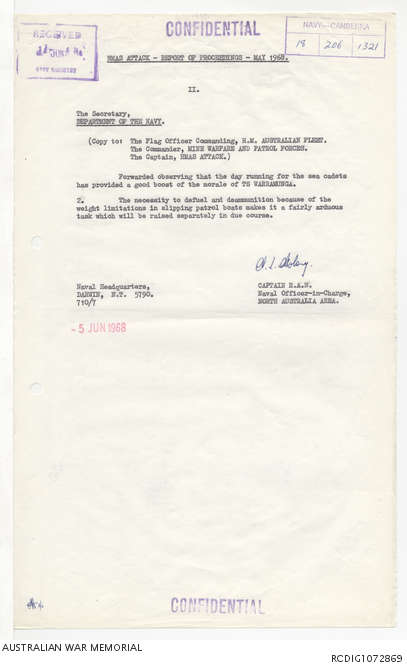 CONFIDENTIAL
RECEIVED
NAVY - CANBERRA
18 206 1321
HMAS ATTACK - REPORT OF PROCEEDINGS - MAY 1968.
II.
The Secretary,
DEPARTMENT OF THE NAVY.
(Copy to: The Flag Officer Commanding, H.M. AUSTRALIAN FLEET.
The Commander, MINE WARFARE AND PATROL FORCES.
The Captain, HMAS ATTACK.)
Forwarded observing that the day running for the sea cadets
has provided a good boost of the morale of TS WARRAMUNGA.
2. The necessity to defuel and deammunition because of the
weight limitations in slipping patrol boats makes it a fairly arduous
task which will be raised separately in due course.
Naval Headquarters,
DARWIN, N.T. 5790.
710/7
CAPTAIN R.A.N.
Naval Officer-in-Charge,
NORTH AUSTRALIA AREA.
- 5 JUN 1968
CONFIDENTIAL
AUSTRALIAN WAR MEMORIAL
RCDIG1072869